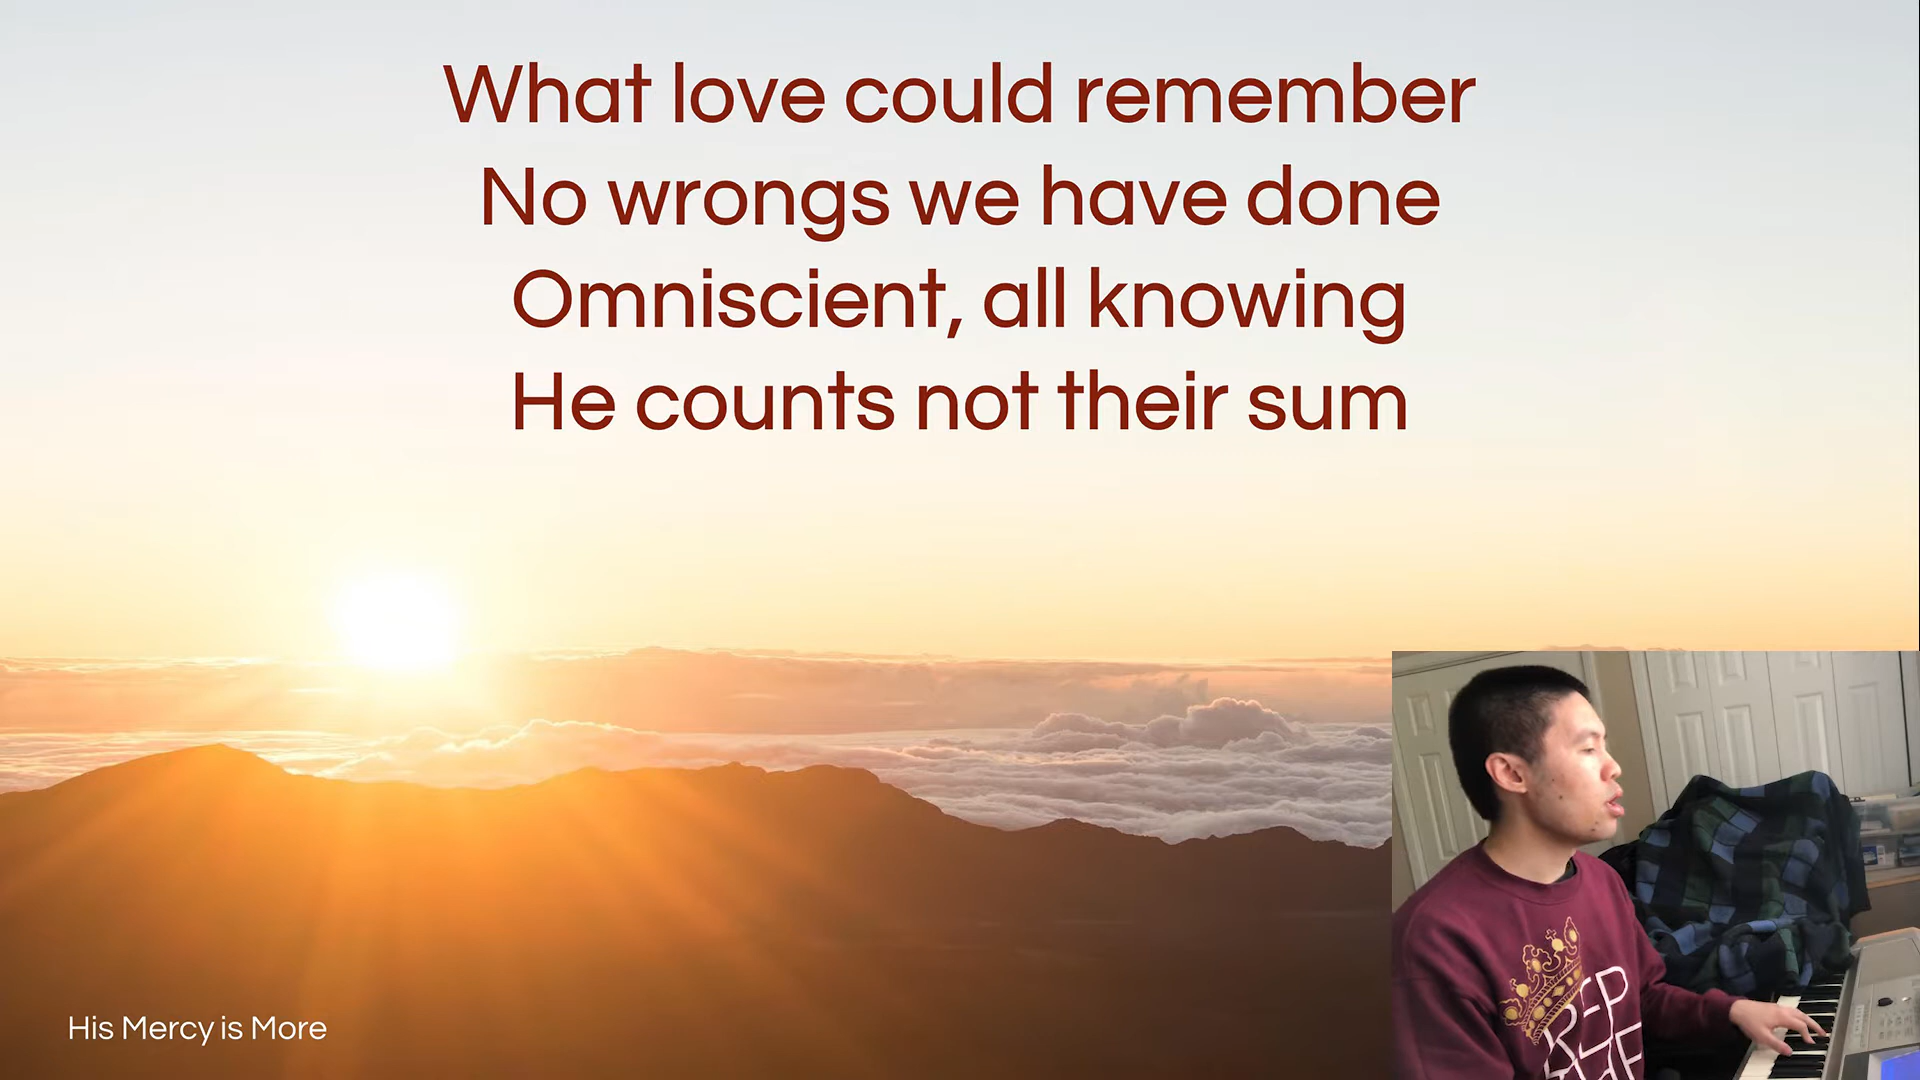 What love could remember
No wrongs we have done
Omniscient, all knowing
He counts not their sum
His Mercy is More